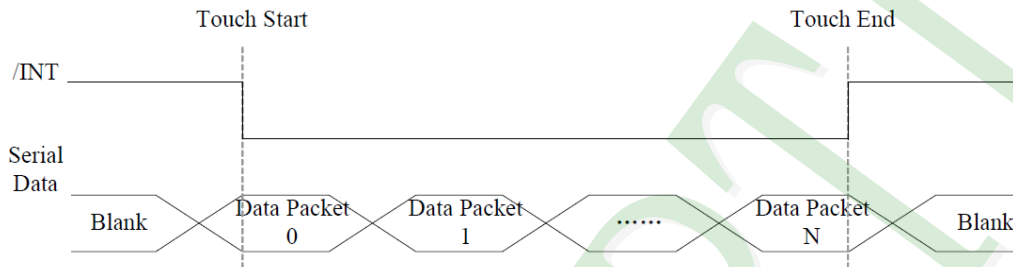 Touch Start
Touch End
/INT
Serial
Data
Blank
Data Packet
0
Data Packet
1
......
Data Packet
N
Blank